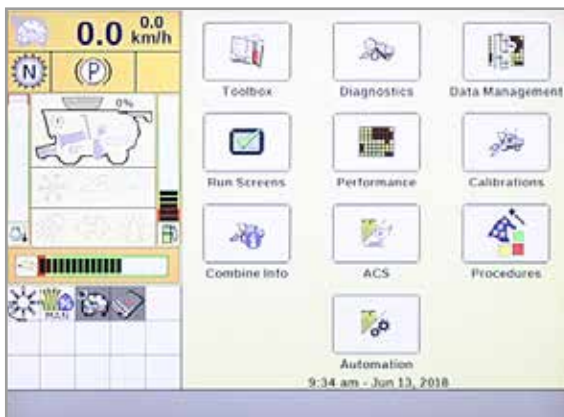 0.0 0.0 km/h
N (P)
0%
MAN
Toolbox Diagnostics Data Management
Run Screens Performance Calibrations
Combine Info ACS Procedures
Automation
9:34 am - Jun 13, 2018